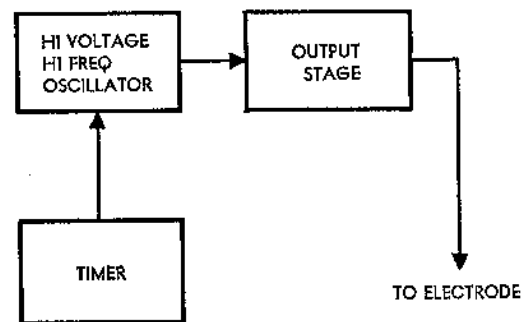 HI VOLTAGE
HI FREQ
OSCILLATOR
OUTPUT
STAGE
TIMER
TO ELECTRODE